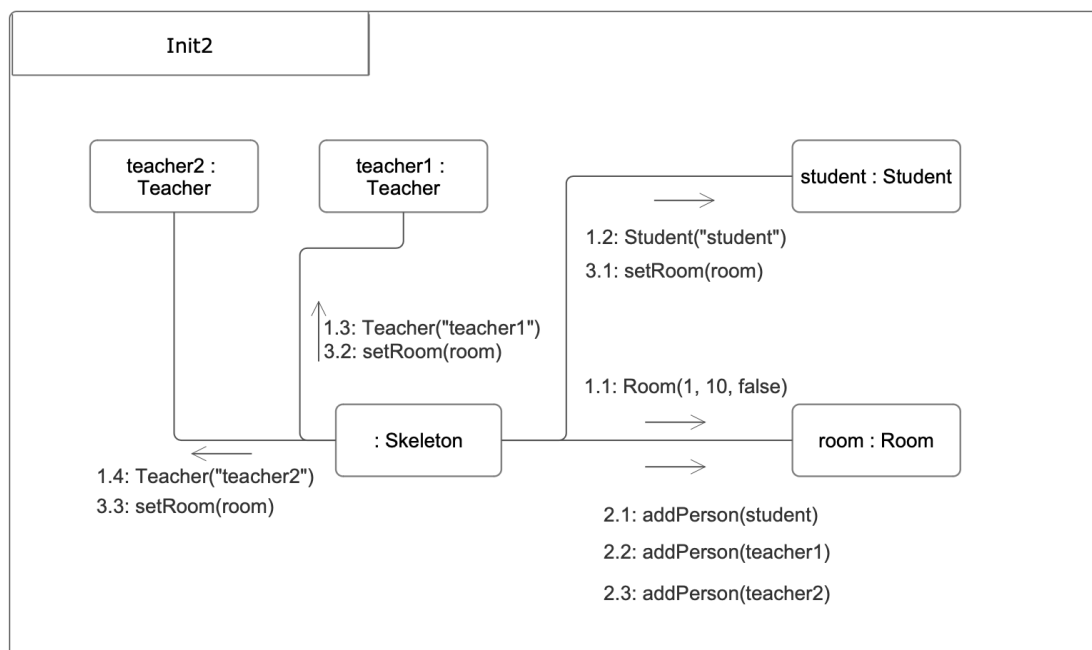 Init2
teacher2 :
Teacher
teacher1 :
Teacher
student : Student
1.2: Student("student")
3.1: setRoom(room)
1.3: Teacher("teacher1")
3.2: setRoom(room)
1.1: Room(1, 10, false)
: Skeleton
room : Room
1.4: Teacher("teacher2")
3.3: setRoom(room)
2.1: addPerson(student)
2.2: addPerson(teacher1)
2.3: addPerson(teacher2)